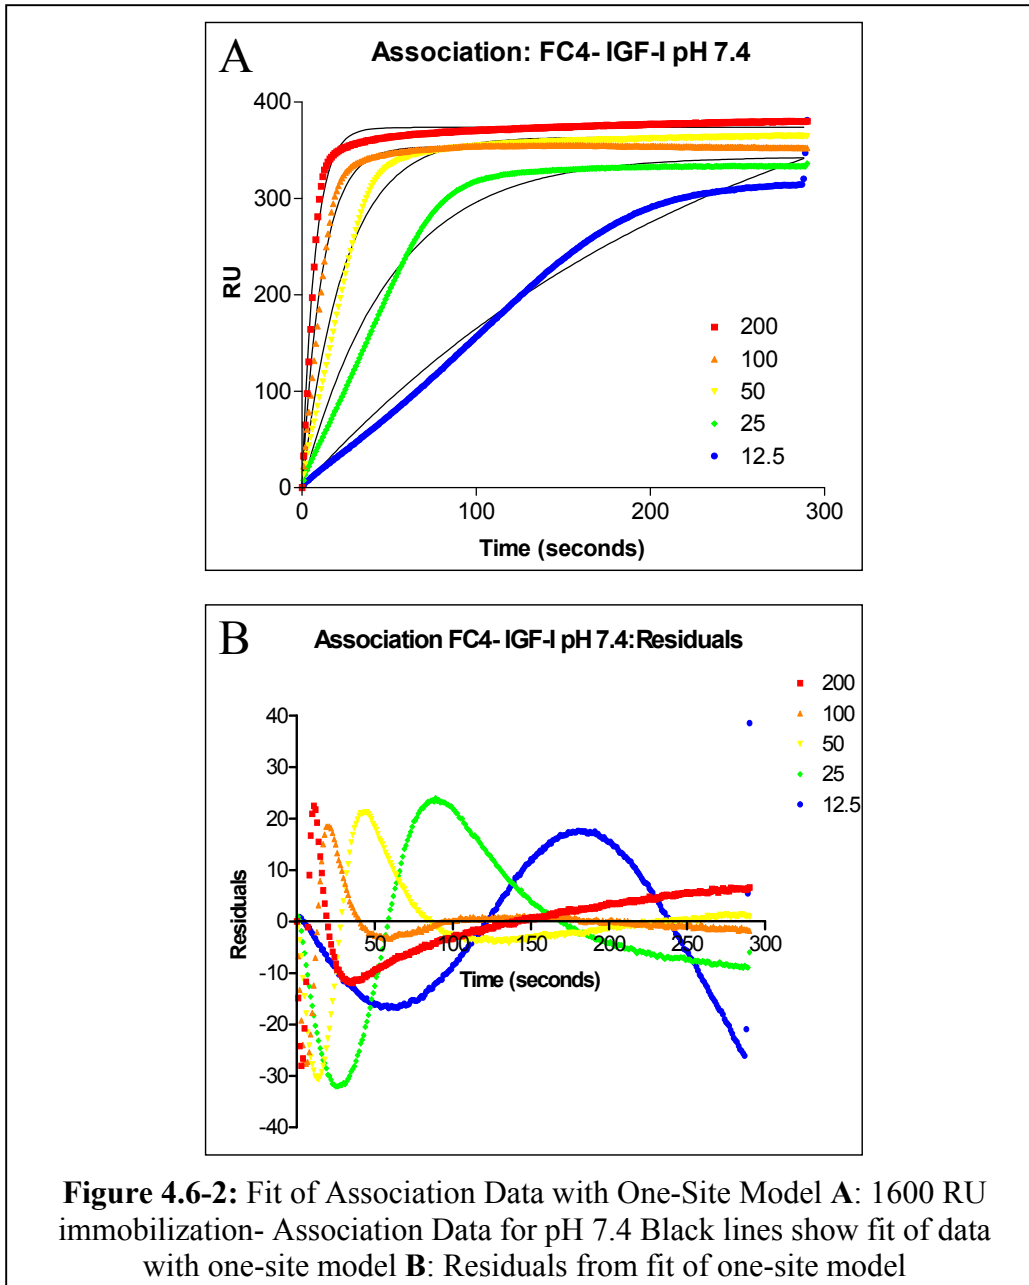 A
Association: FC4- IGF-I pH 7.4
400
300
200
100
0
RU
0 100 200 300
Time (seconds)
200
100
50
25
12.5
B
Association FC4- IGF-I pH 7.4:Residuals
200
100
50
25
12.5
40
30
20
10
0
-10
-20
-30
-40
Residuals
50 100 150 200 250 300
Time (seconds)
Figure 4.6-2: Fit of Association Data with One-Site Model A: 1600 RU
immobilization- Association Data for pH 7.4 Black lines show fit of data
with one-site model B: Residuals from fit of one-site model